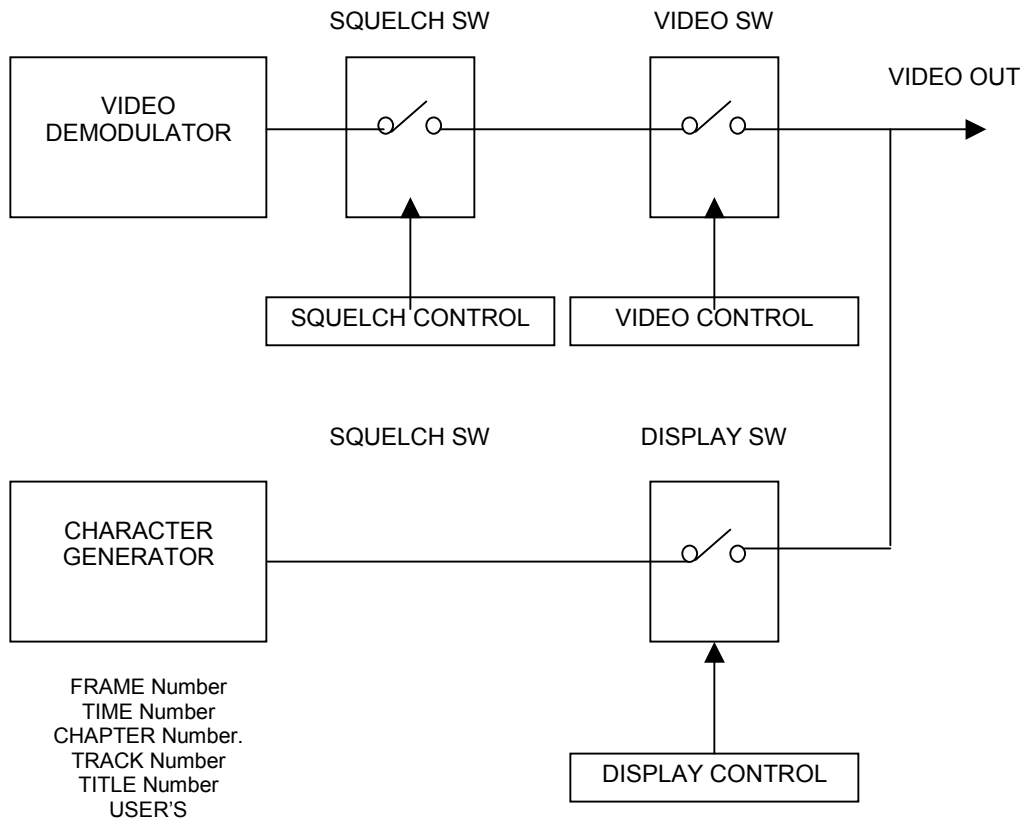 SQUELCH SW
VIDEO SW
VIDEO OUT
VIDEO
DEMODULATOR
SQUELCH CONTROL
VIDEO CONTROL
SQUELCH SW
DISPLAY SW
CHARACTER
GENERATOR
FRAME Number
TIME Number
CHAPTER Number.
TRACK Number
TITLE Number
USER'S
DISPLAY CONTROL